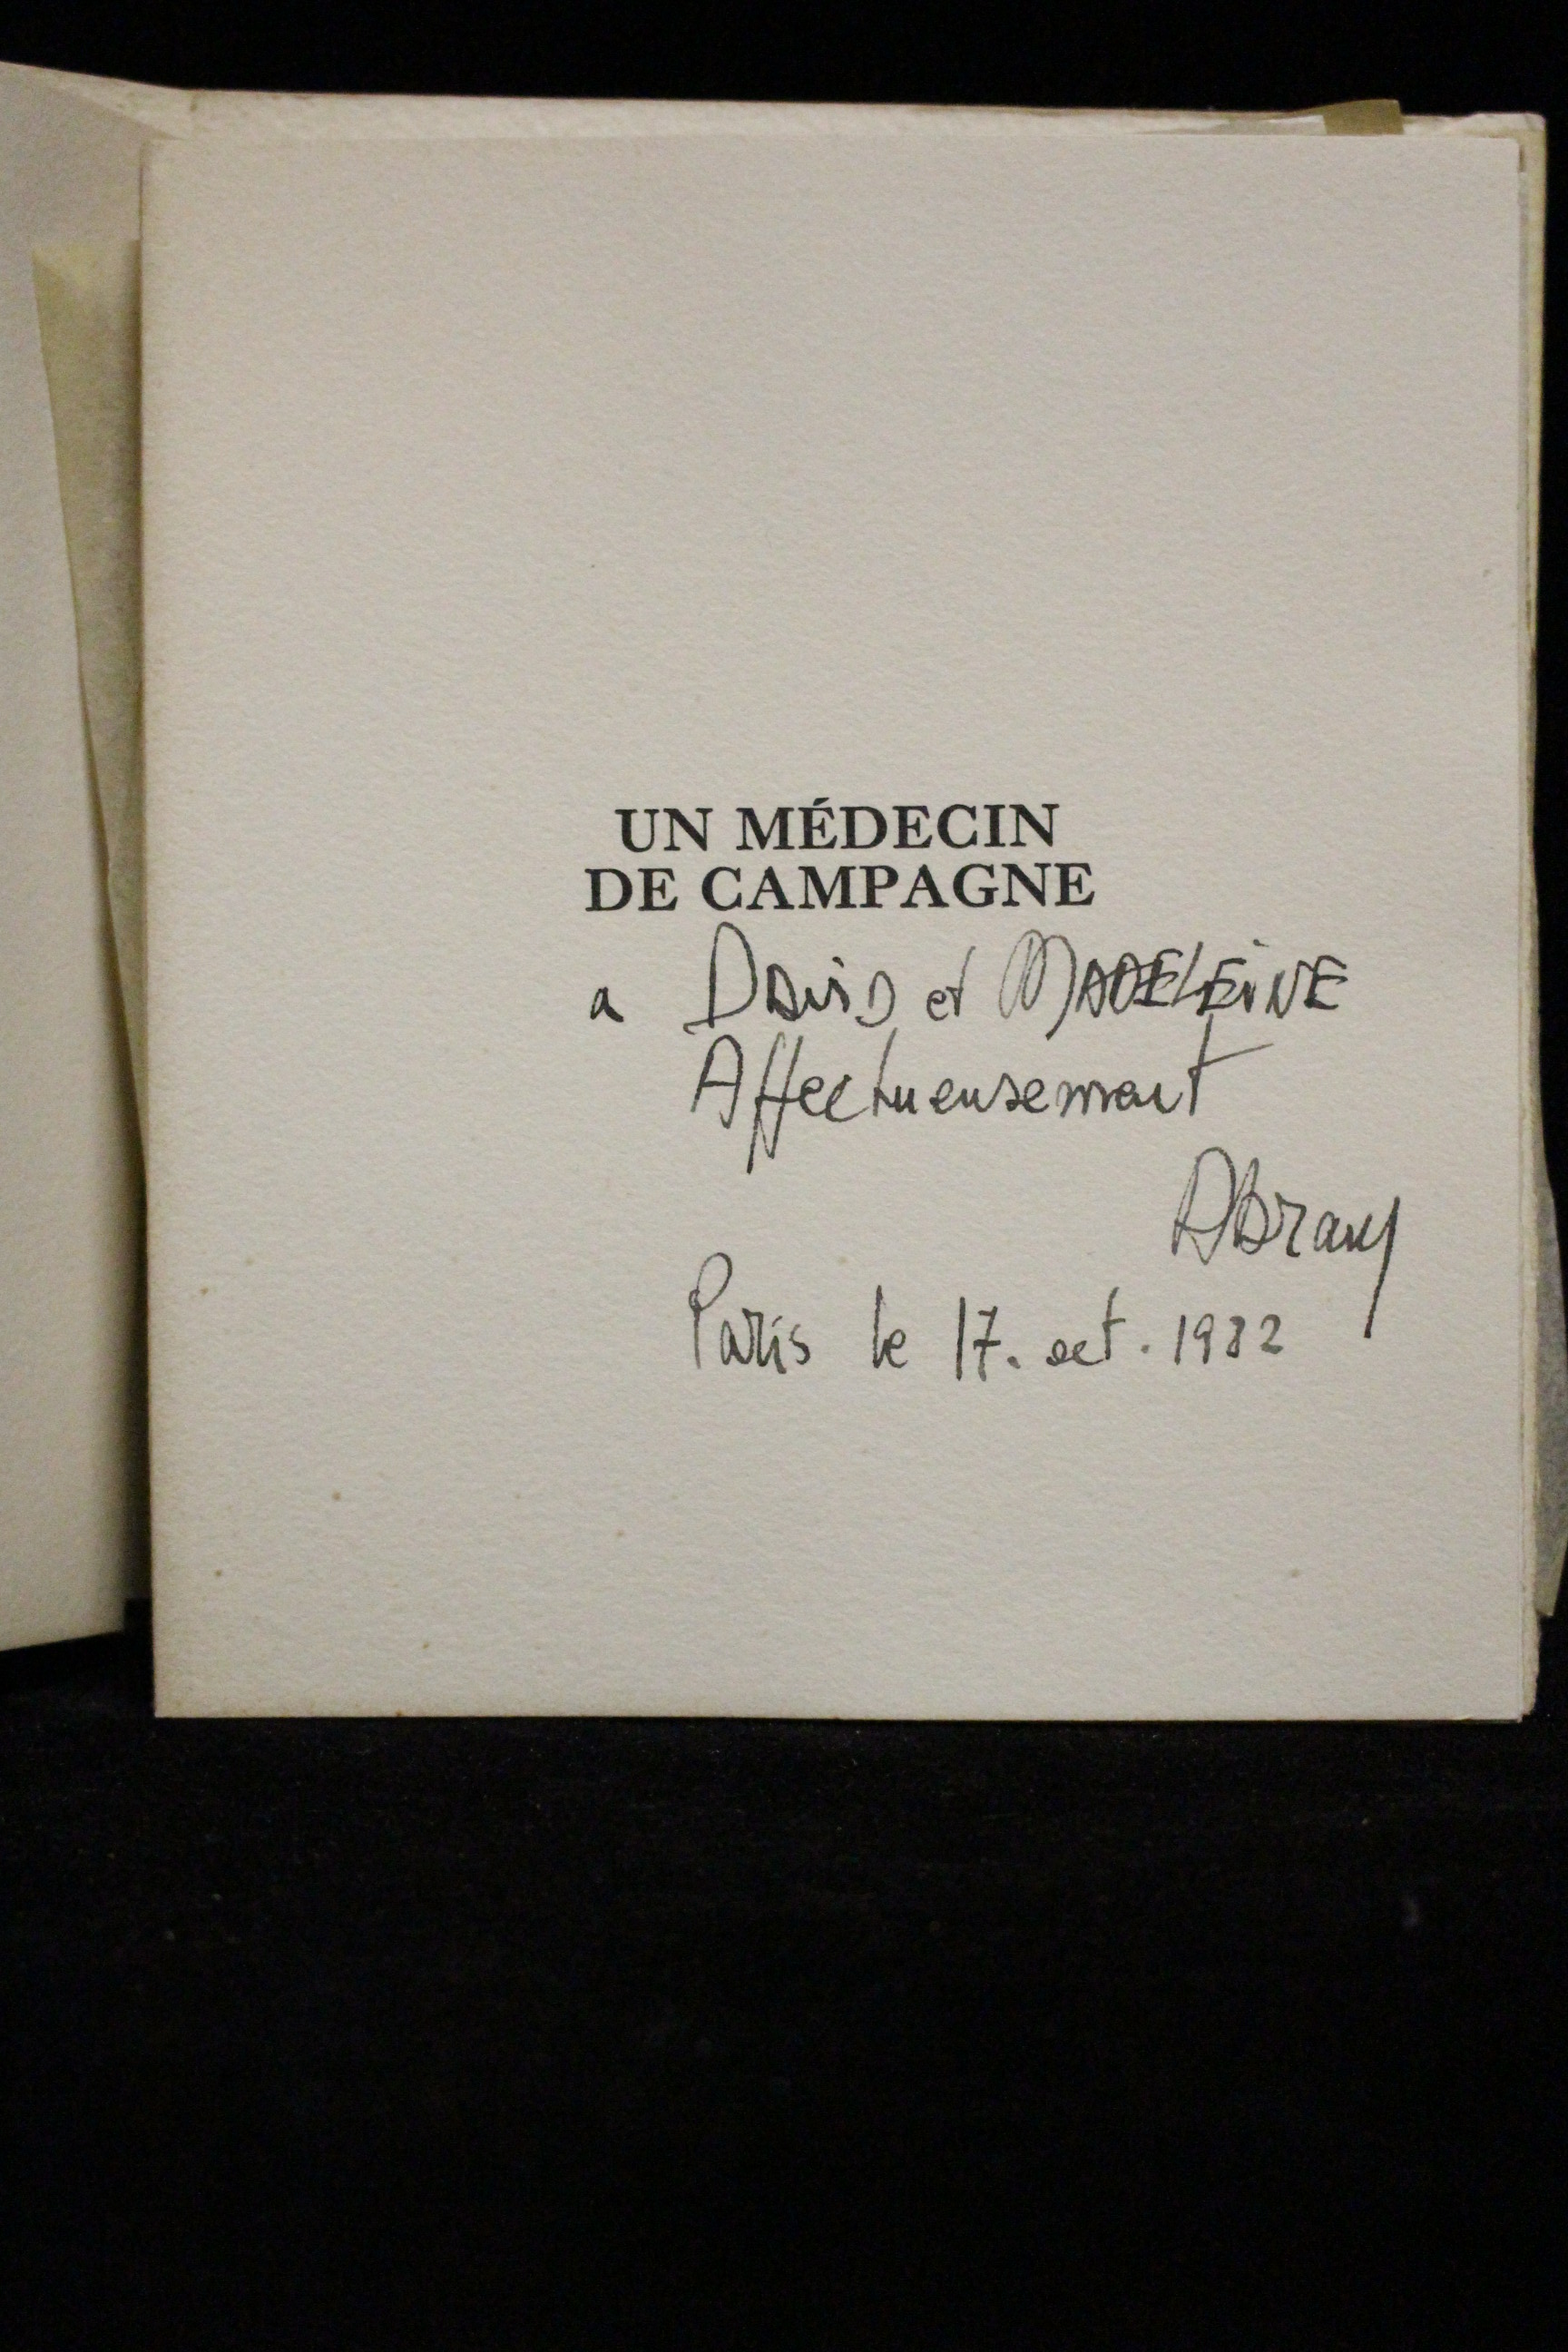 UN MÉDECIN
DE CAMPAGNE
a David et MADELEiNE
Affectueusement
Paris le 17. oct. 1982